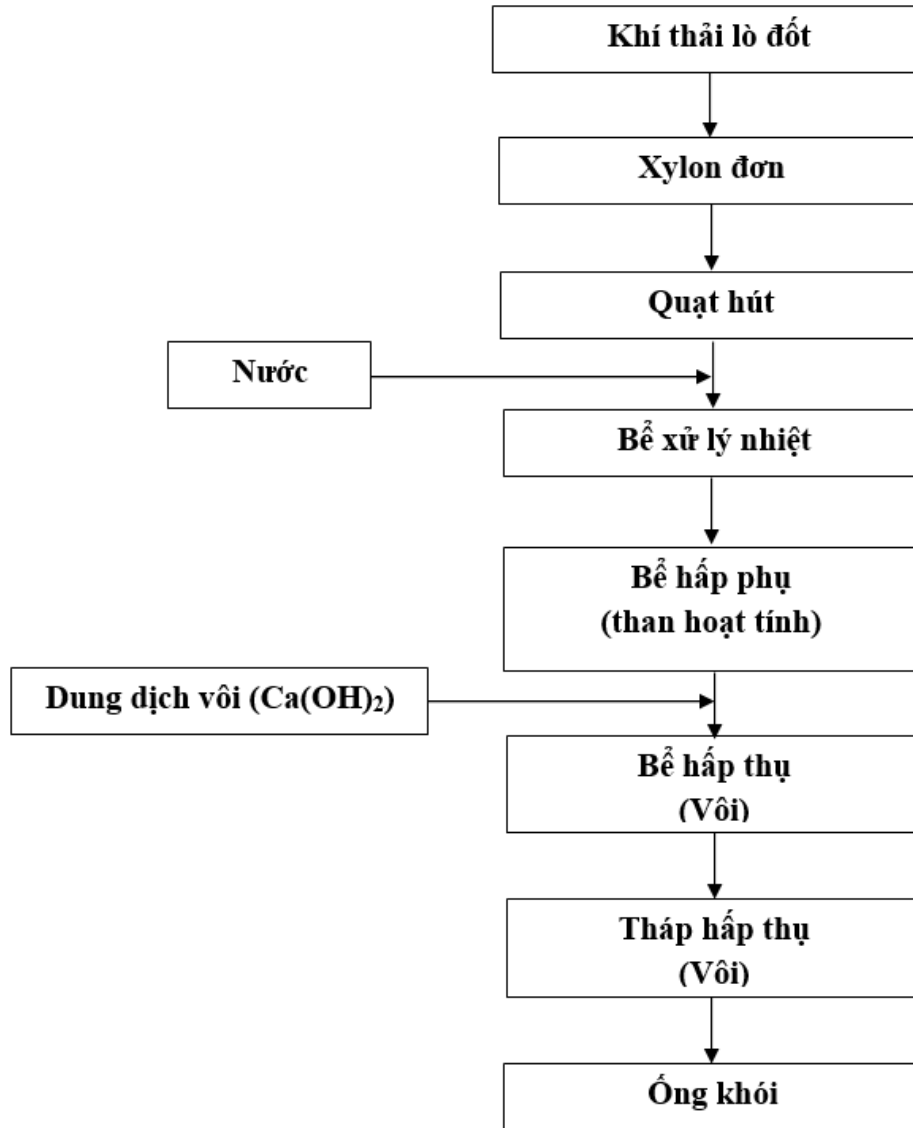 Khí thải lò đốt
Xylon đơn
Quạt hút
Nước
Bể xử lý nhiệt
Bể hấp phụ
(than hoạt tính)
Dung dịch vôi (Ca(OH)₂)
Bể hấp thụ
(Vôi)
Tháp hấp thụ
(Vôi)
Ống khói